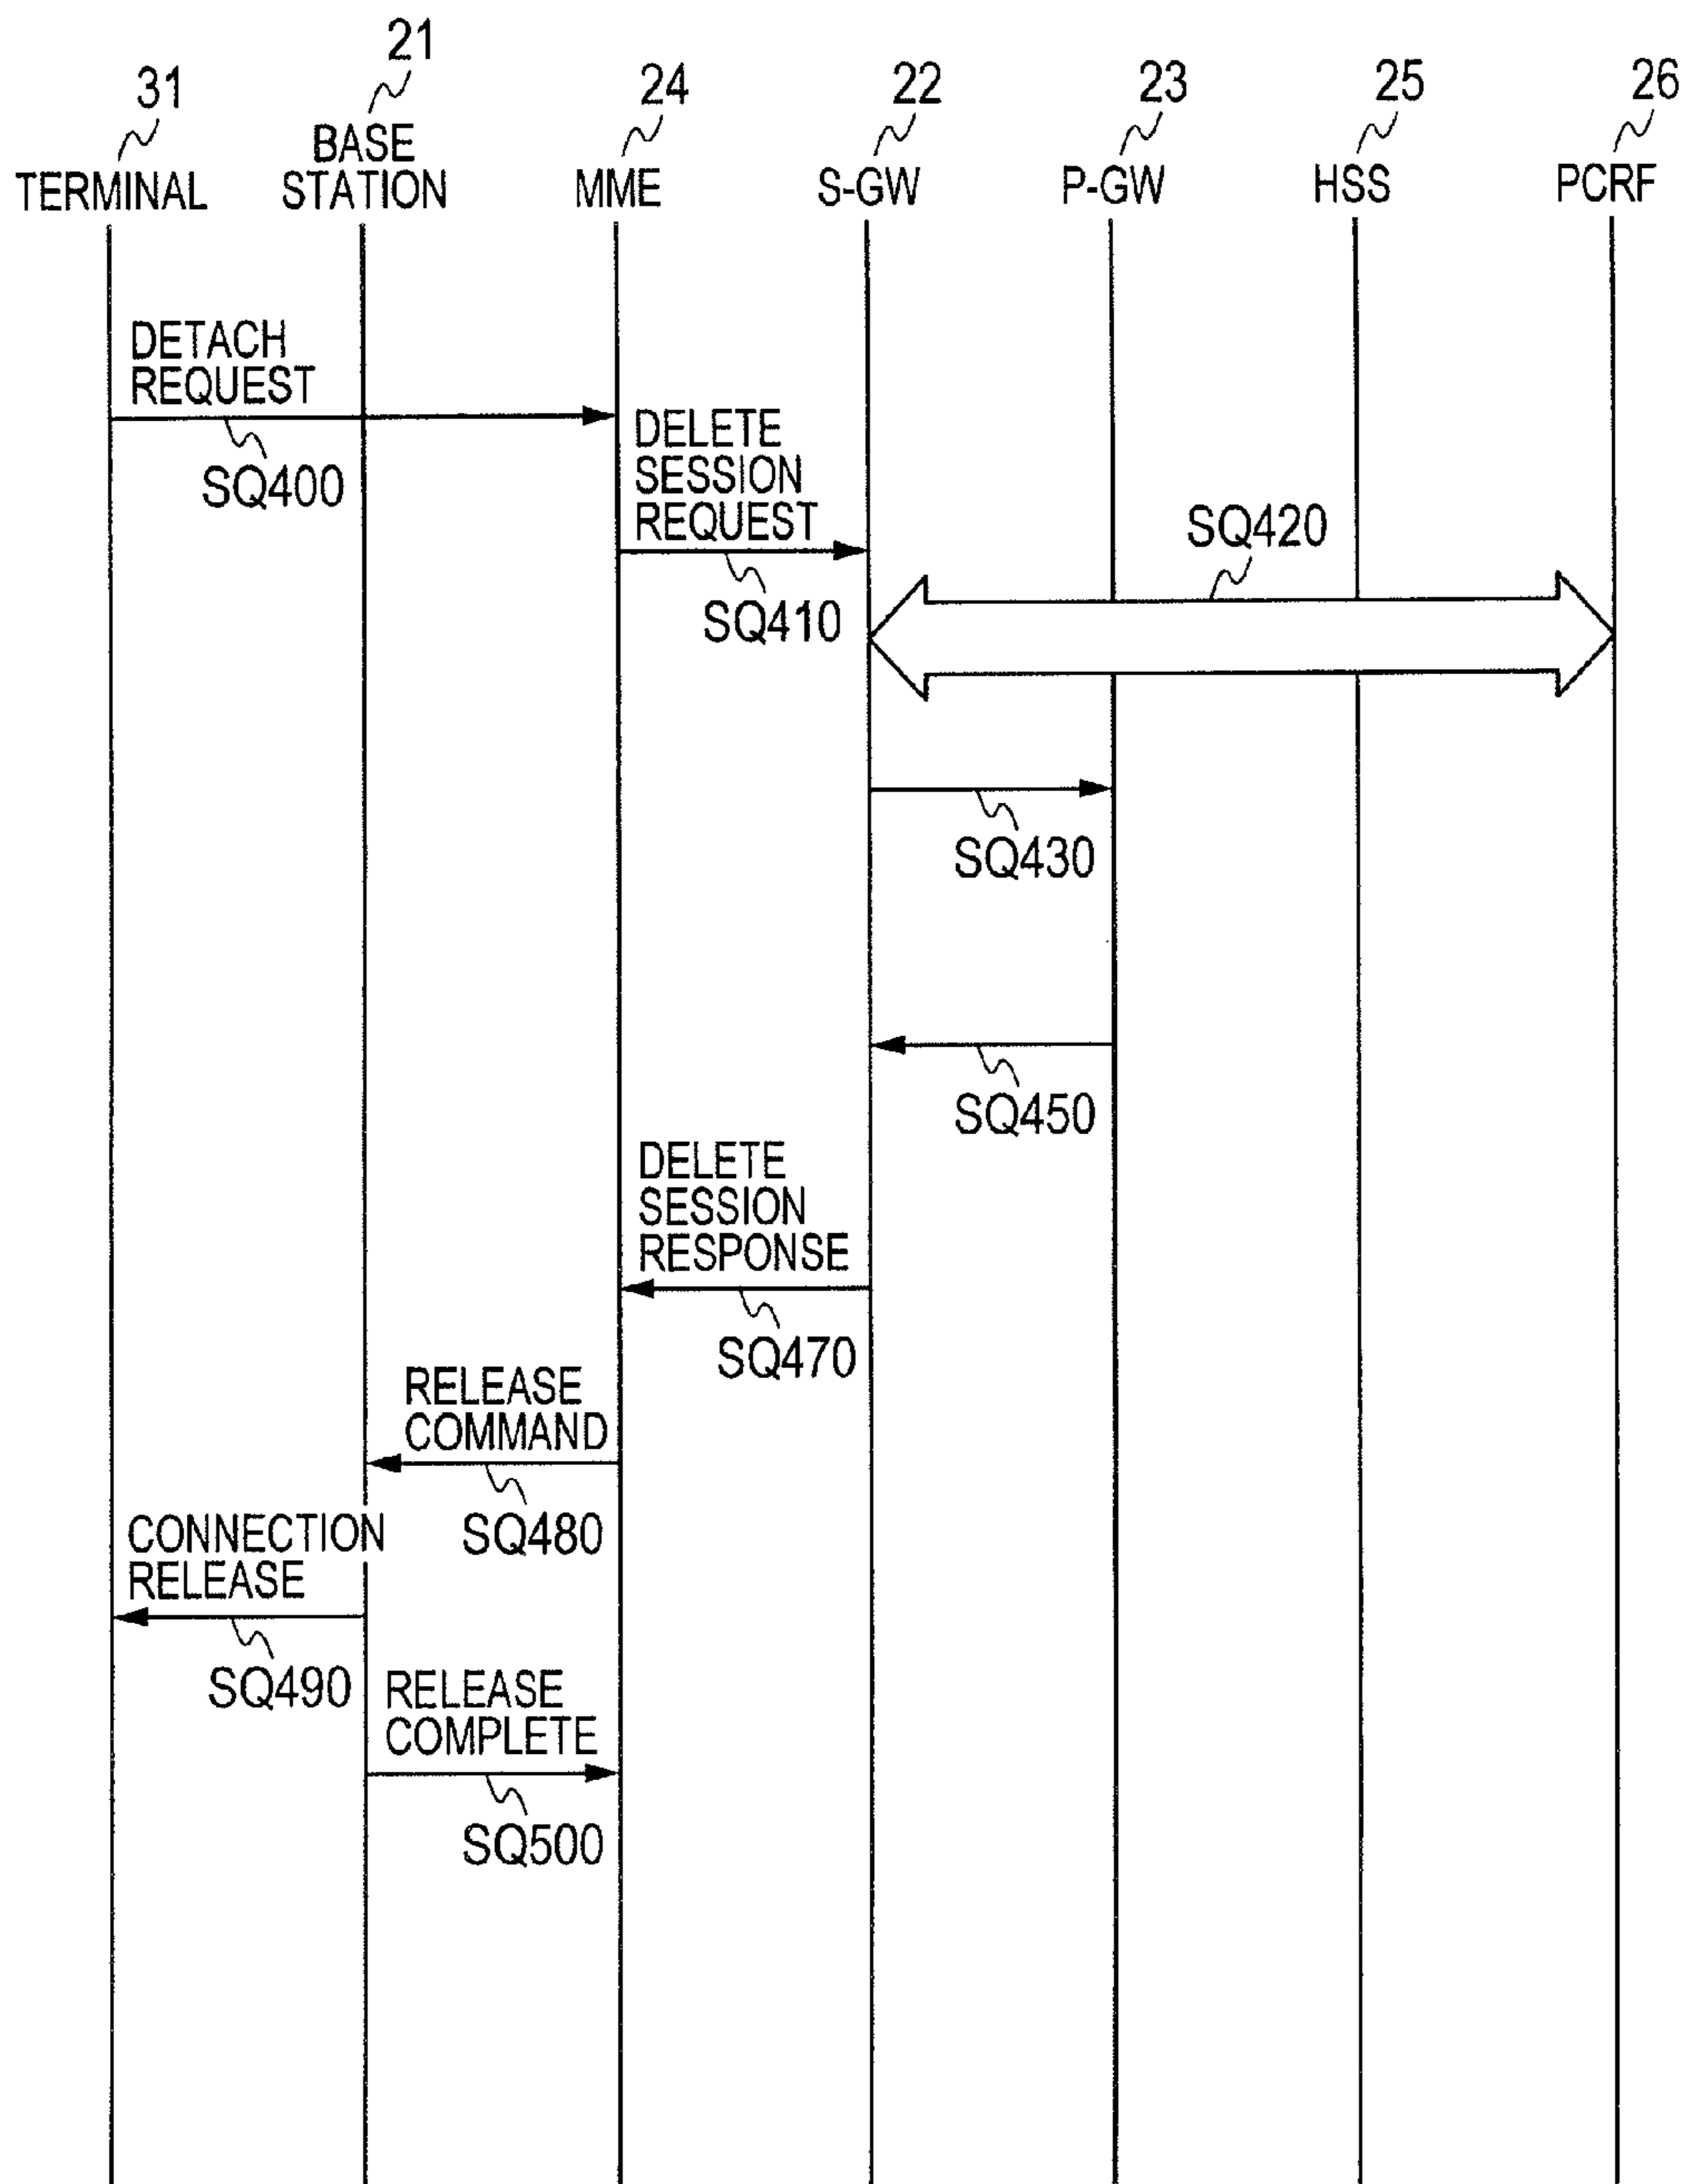 21
31
24
22
23
25
26
TERMINAL
BASE
STATION
MME
S-GW
P-GW
HSS
PCRF
DETACH
REQUEST
SQ400
DELETE
SESSION
REQUEST
SQ410
SQ420
SQ430
SQ450
DELETE
SESSION
RESPONSE
SQ470
RELEASE
COMMAND
SQ480
CONNECTION
RELEASE
SQ490
RELEASE
COMPLETE
SQ500